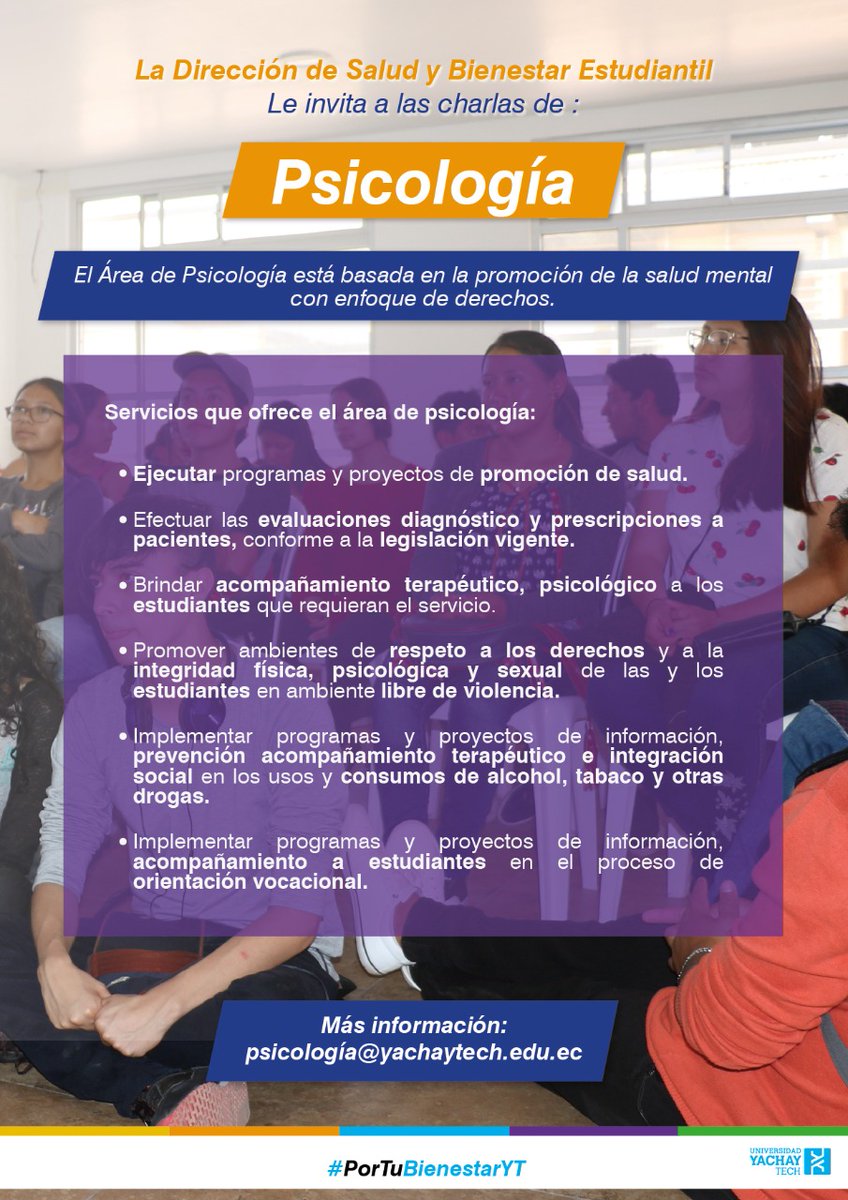 La Dirección de Salud y Bienestar Estudiantil
Le invita a las charlas de :
Psicología
El Área de Psicología está basada en la promoción de la salud mental
con enfoque de derechos.
Servicios que ofrece el área de psicología:
• Ejecutar programas y proyectos de promoción de salud.
• Efectuar las evaluaciones diagnóstico y prescripciones a
pacientes, conforme a la legislación vigente.
• Brindar acompañamiento terapéutico, psicológico a los
estudiantes que requieran el servicio.
• Promover ambientes de respeto a los derechos y a la
integridad física, psicológica y sexual de las y los
estudiantes en ambiente libre de violencia.
• Implementar programas y proyectos de información,
prevención acompañamiento terapéutico e integración
social en los usos y consumos de alcohol, tabaco y otras
drogas.
• Implementar programas y proyectos de información,
acompañamiento a estudiantes en el proceso de
orientación vocacional.
Más información:
psicología@yachaytech.edu.ec
#PorTuBienestarYT
UNIVERSIDAD
YACHAY
TECH